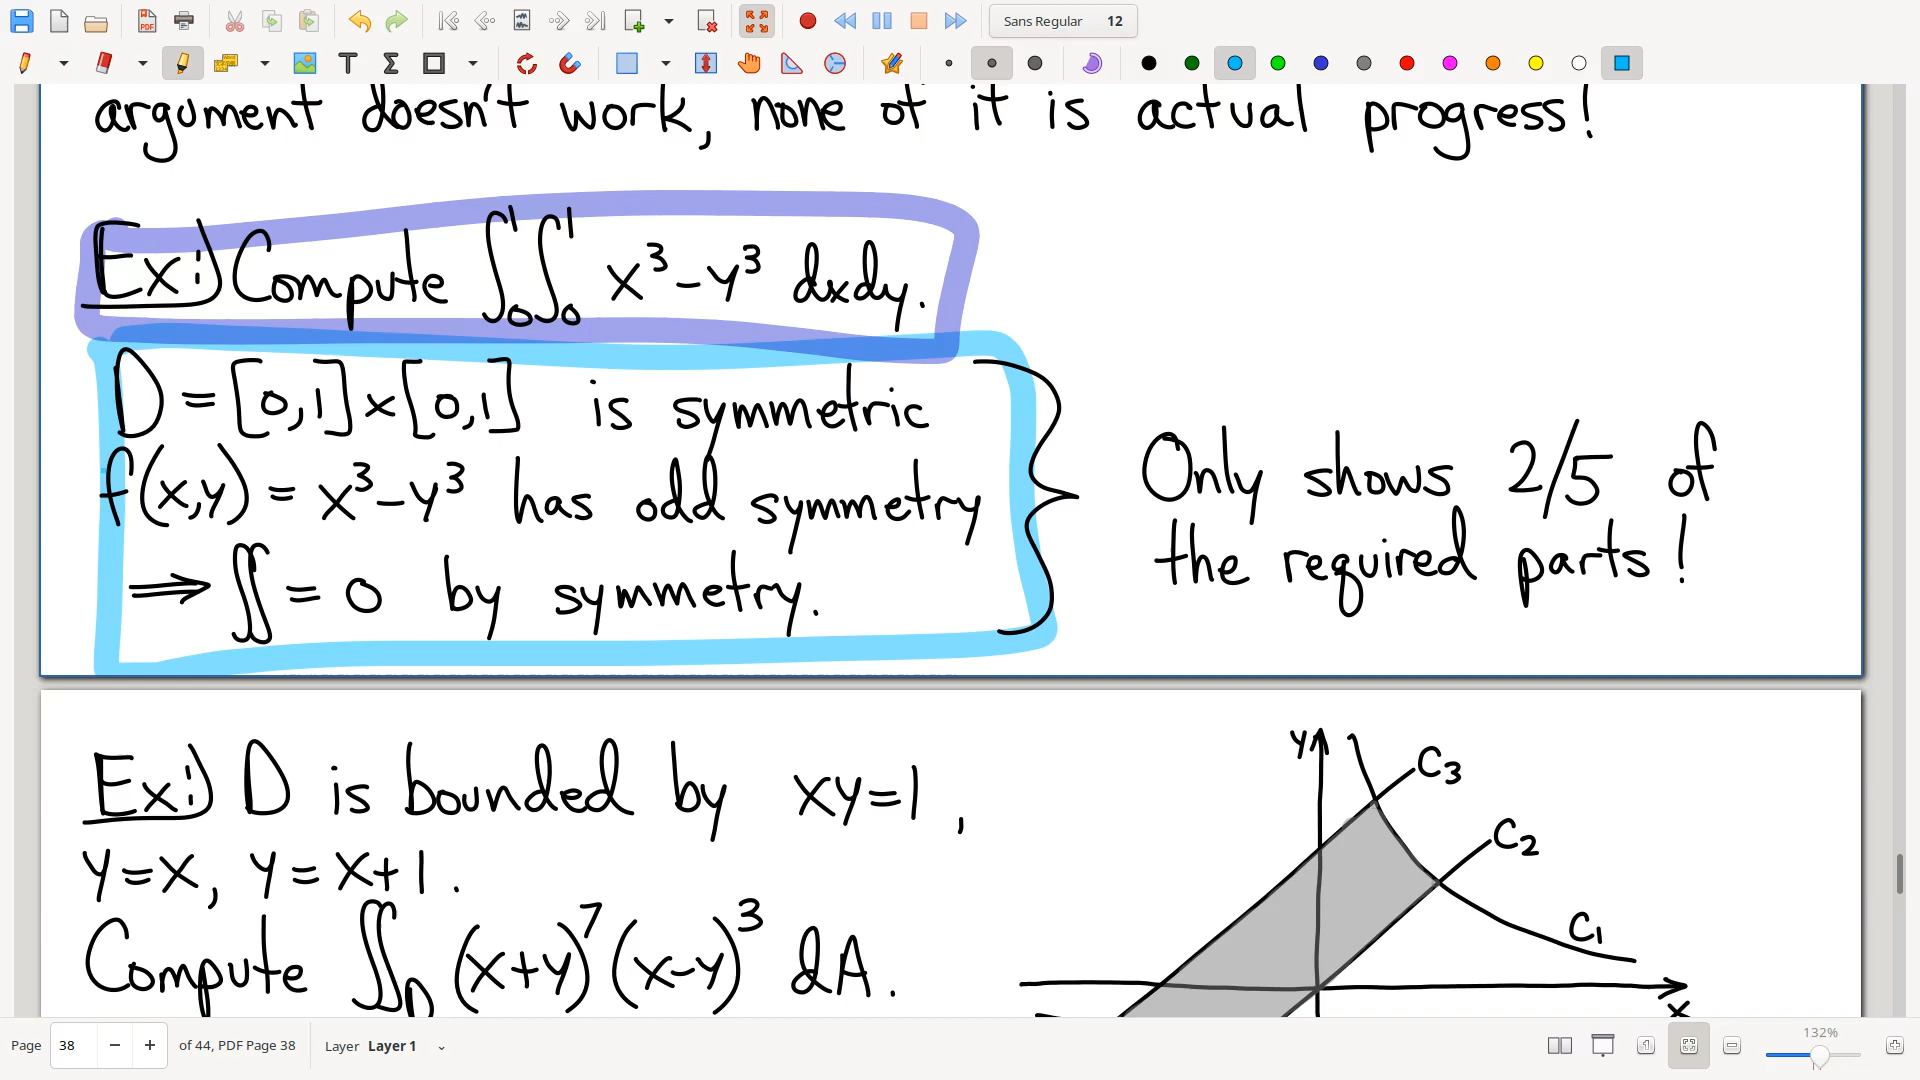 Sans Regular 12
argument doesn't work, none of it is actual progress!
Ex:) Compute ∫₀¹∫₀¹ x³-y³ dxdy.
D = [0,1]×[0,1] is symmetric
f(x,y) = x³-y³ has odd symmetry
⟹ ∬ = 0 by symmetry.
Only shows 2/5 of
the required parts!
Ex:) D is bounded by xy=1,
y=x, y=x+1.
Compute ∬_D (x+y)⁷(x-y)³ dA.
y
C₃
C₂
C₁
x
Page 38 of 44, PDF Page 38 Layer Layer 1 132%